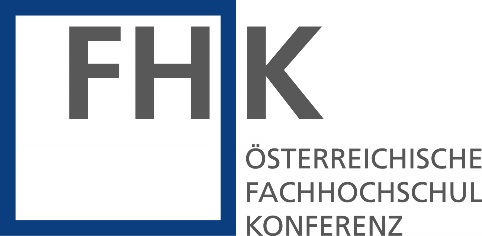 FHK
ÖSTERREICHISCHE
FACHHOCHSCHUL
KONFERENZ